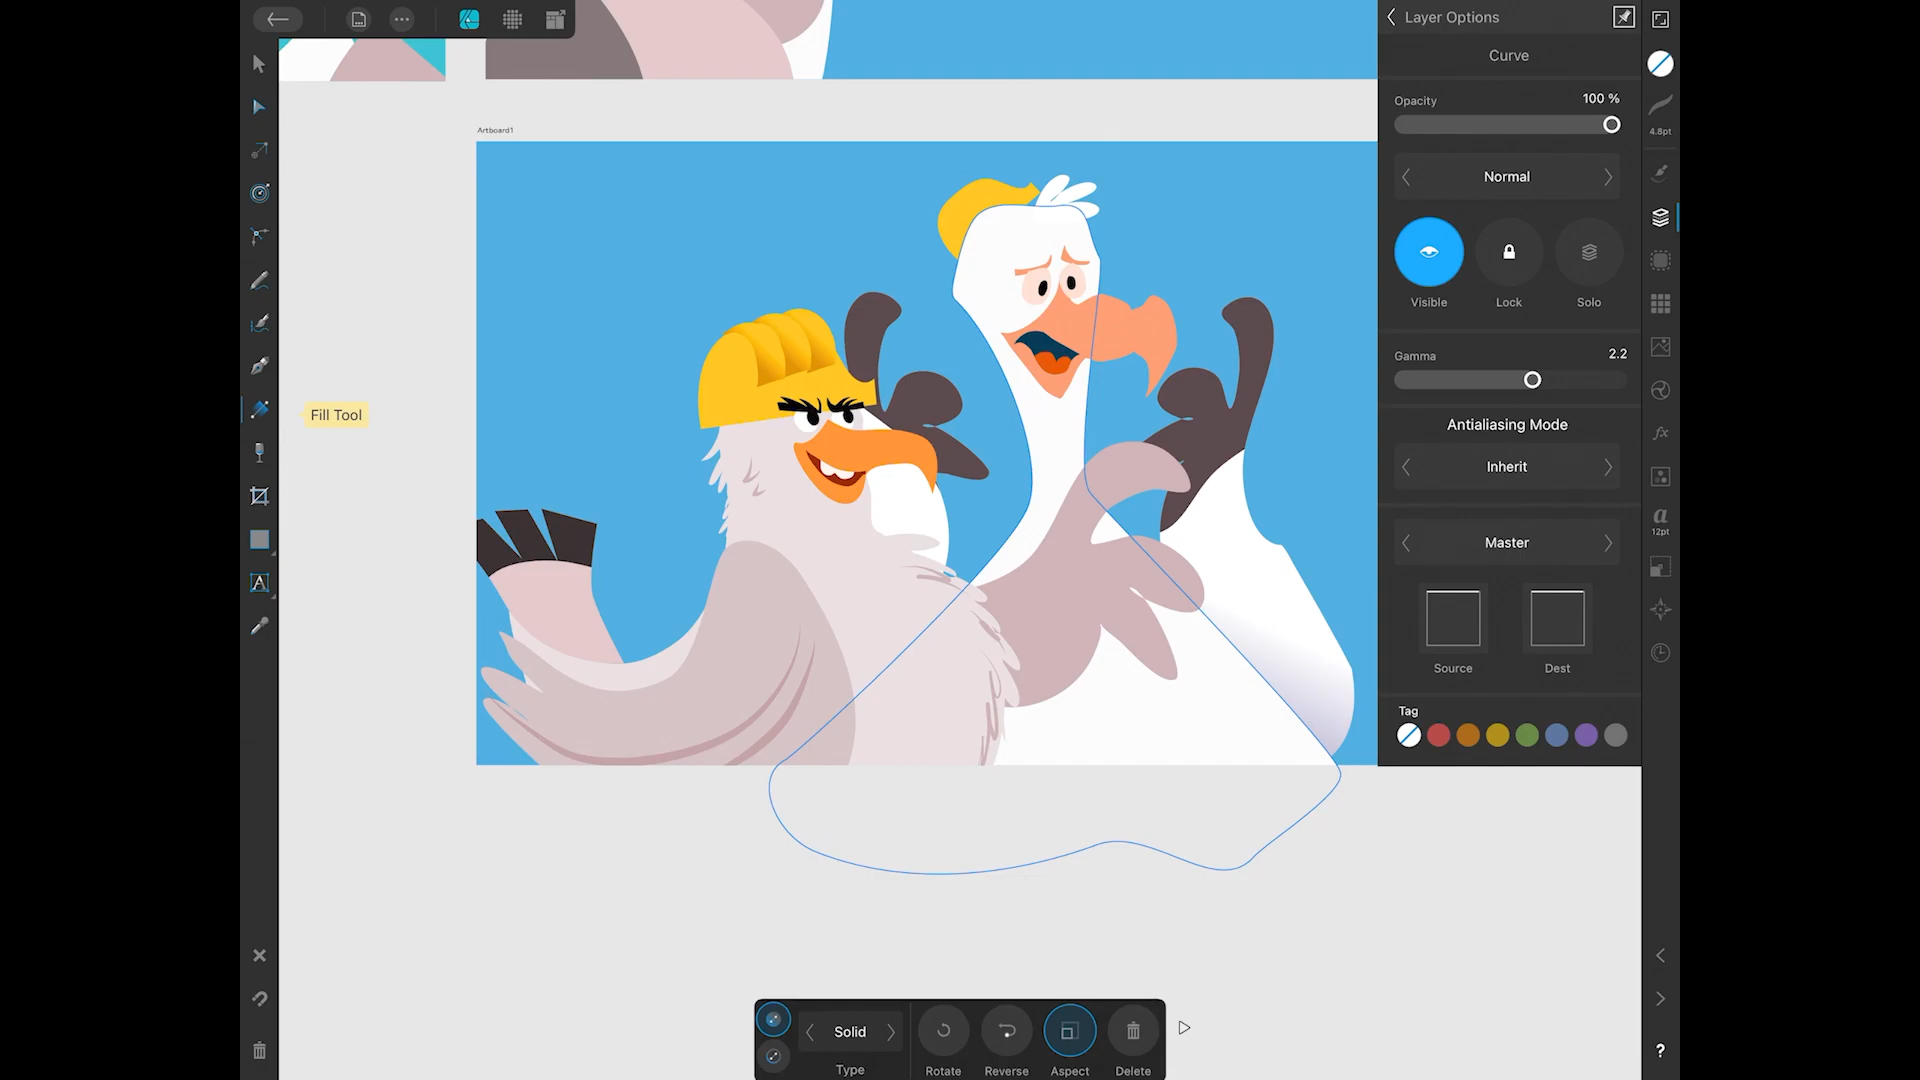 Layer Options
Curve
Opacity
100 %
4.8pt
Artboard1
Normal
Visible
Lock
Solo
Gamma
2.2
Fill Tool
Antialiasing Mode
Inherit
a
12pt
Master
A
Source
Dest
Tag
Solid
Type
Rotate
Reverse
Aspect
Delete
fx
?